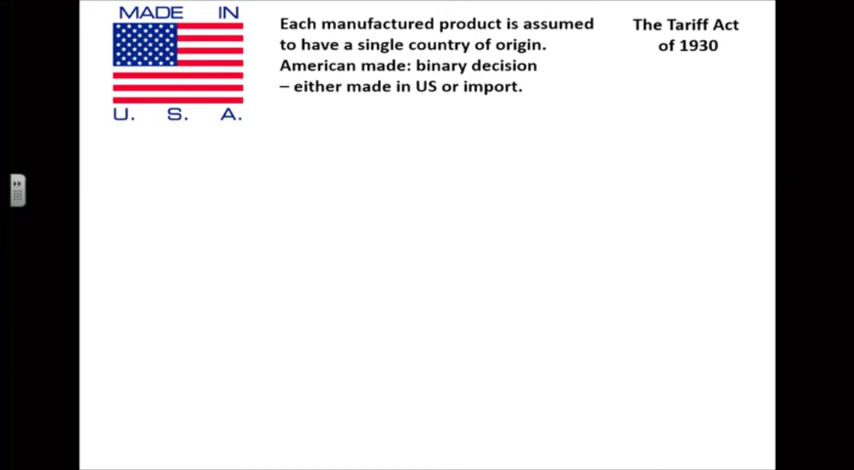 MADE IN
U. S. A.
Each manufactured product is assumed
to have a single country of origin.
American made: binary decision
– either made in US or import.
The Tariff Act
of 1930